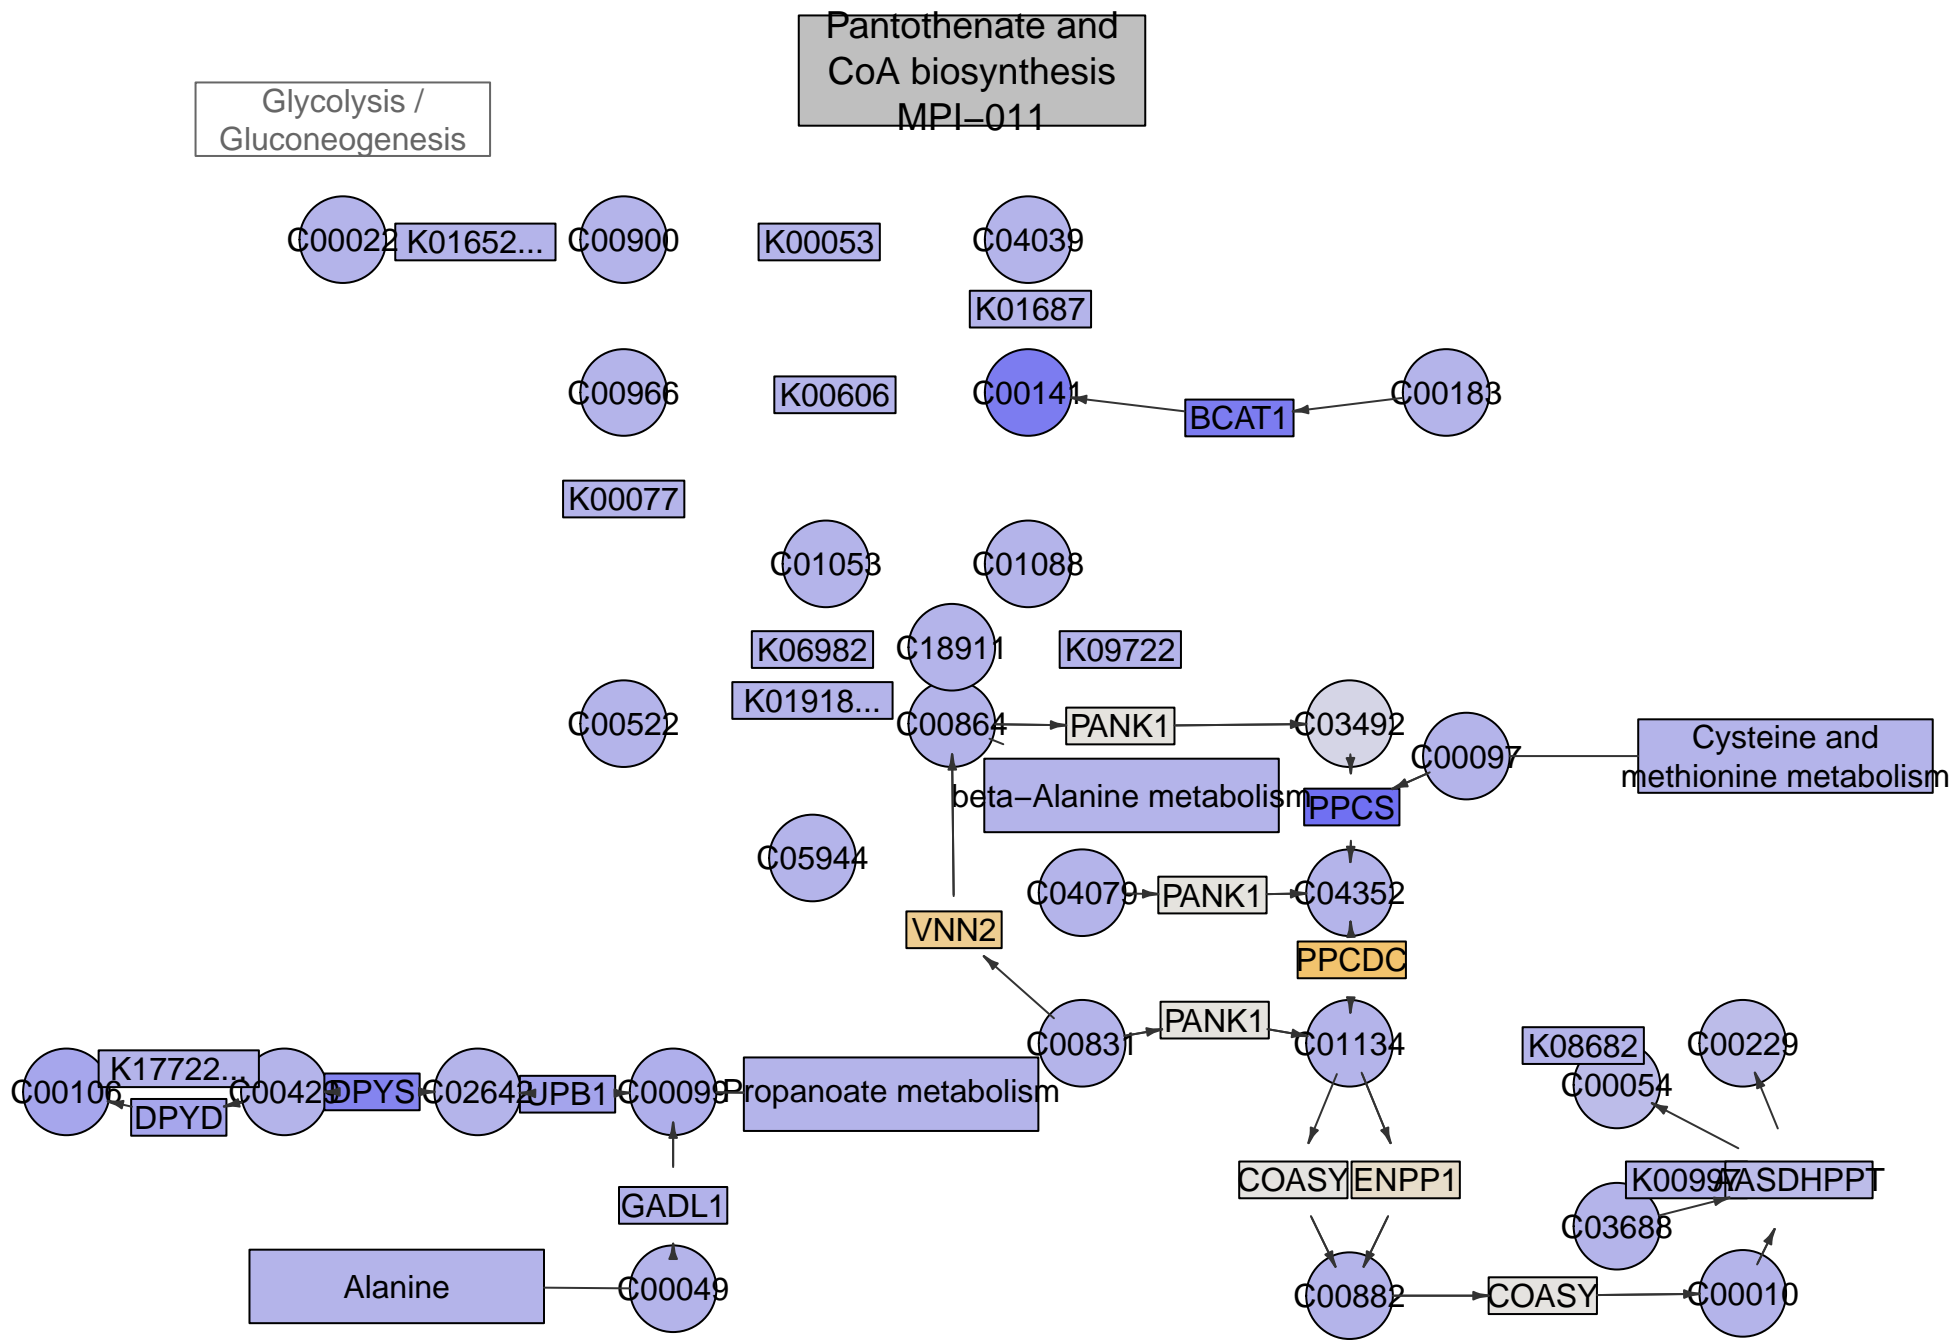 Pantothenate and
CoA biosynthesis
MPI−011
Glycolysis /
Gluconeogenesis
C00022
K01652...
C00900
K00053
C04039
K01687
C00966
K00606
C00141
BCAT1
C00183
K00077
C01053
C01088
K06982
C18911
K09722
K01918...
C00522
C00864
PANK1
C03492
C00097
Cysteine and
methionine metabolism
beta−Alanine metabolism
PPCS
C05944
C04079
PANK1
C04352
VNN2
PPCDC
C00831
PANK1
C01134
K08682
C00229
C00054
C00106
K17722...
DPYD
C00429
DPYS
C02642
UPB1
C00099
Propanoate metabolism
COASY
ENPP1
K00997
AASDHPPT
GADL1
C03688
Alanine
C00049
C00882
COASY
C00010